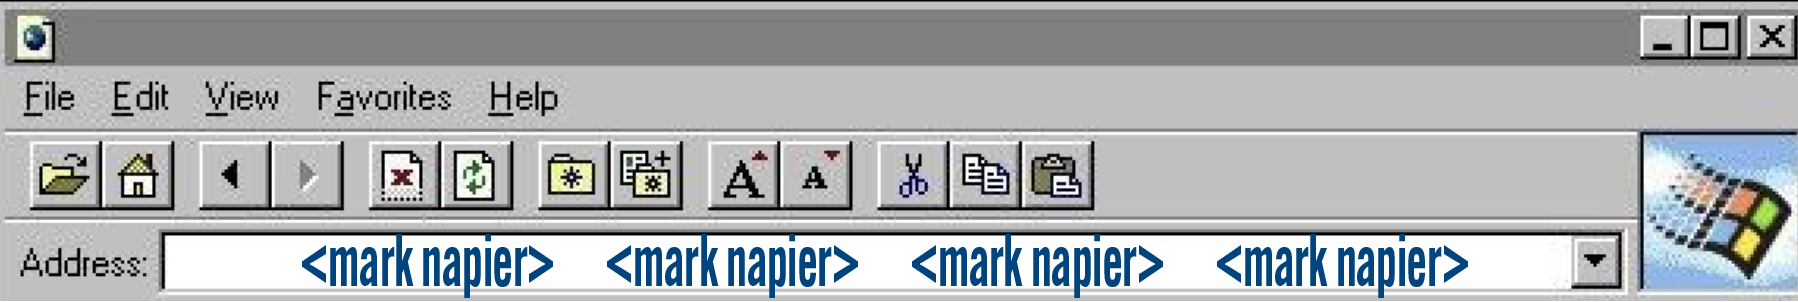 File Edit View Favorites Help
A A
Address: <mark napier> <mark napier> <mark napier> <mark napier>